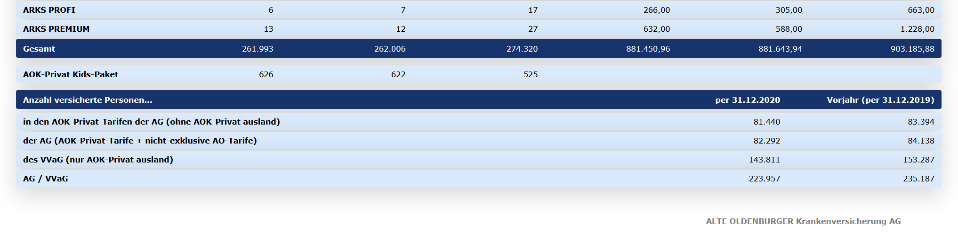 ARKS PROFI 6 7 17 266,00 305,00 663,00
ARKS PREMIUM 13 12 27 632,00 588,00 1.228,00
Gesamt 261.993 262.006 274.320 881.450,96 881.643,94 903.185,88
AOK-Privat Kids-Paket 626 622 525
Anzahl versicherte Personen... per 31.12.2020 Vorjahr (per 31.12.2019)
in den AOK-Privat-Tarifen der AG (ohne AOK-Privat ausland) 81.440 83.394
der AG (AOK-Privat-Tarife + nicht-exklusive AO-Tarife) 82.292 84.138
des VVaG (nur AOK-Privat ausland) 143.811 153.287
AG / VVaG 223.957 235.187
ALTE OLDENBURGER Krankenversicherung AG